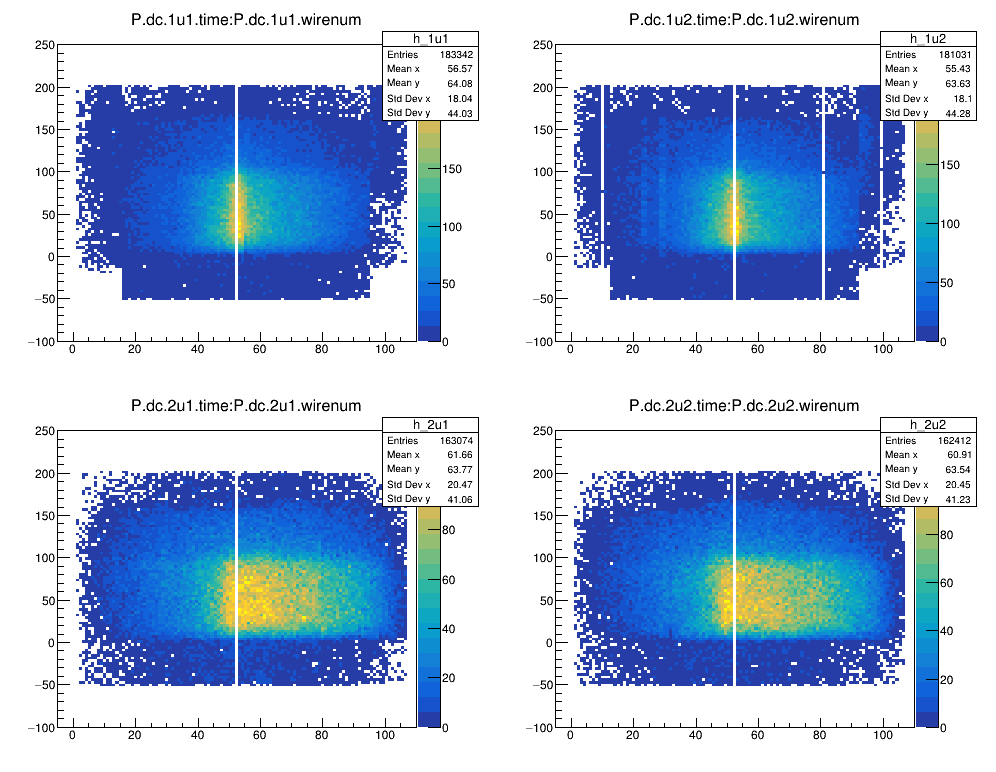 P.dc.1u1.time:P.dc.1u1.wirenum
h_1u1
Entries 183342
Mean x 56.57
Mean y 64.08
Std Dev x 18.04
Std Dev y 44.03
250
200
150
100
50
0
−50
−100
0 20 40 60 80 100
150
100
50
0
P.dc.1u2.time:P.dc.1u2.wirenum
h_1u2
Entries 181031
Mean x 55.43
Mean y 63.63
Std Dev x 18.1
Std Dev y 44.28
250
200
150
100
50
0
−50
−100
0 20 40 60 80 100
150
100
50
0
P.dc.2u1.time:P.dc.2u1.wirenum
h_2u1
Entries 163074
Mean x 61.66
Mean y 63.77
Std Dev x 20.47
Std Dev y 41.06
250
200
150
100
50
0
−50
−100
0 20 40 60 80 100
80
60
40
20
0
P.dc.2u2.time:P.dc.2u2.wirenum
h_2u2
Entries 162412
Mean x 60.91
Mean y 63.54
Std Dev x 20.45
Std Dev y 41.23
250
200
150
100
50
0
−50
−100
0 20 40 60 80 100
80
60
40
20
0